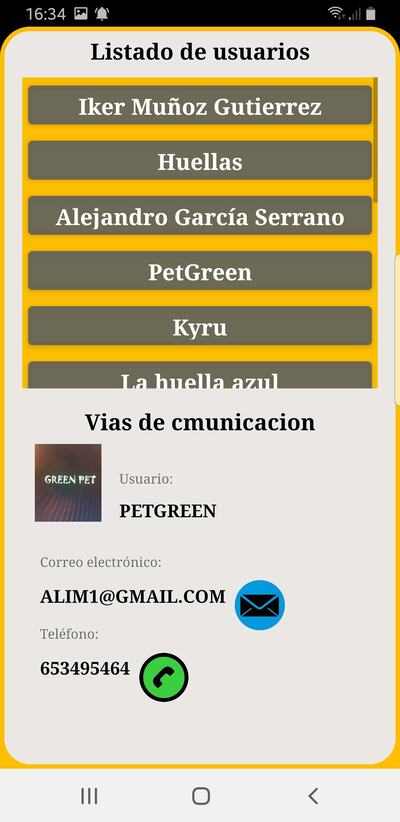 16:34
Listado de usuarios
Iker Muñoz Gutierrez
Huellas
Alejandro García Serrano
PetGreen
Kyru
La huella azul
Vias de cmunicacion
GREEN PET
Usuario:
PETGREEN
Correo electrónico:
ALIM1@GMAIL.COM
Teléfono:
653495464